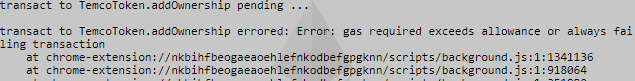 transact to TemcoToken.addOwnership pending ...
transact to TemcoToken.addOwnership errored: Error: gas required exceeds allowance or always fai
ling transaction
at chrome-extension://nkbihfbeogaeaoehlefnkodbefgpgknn/scripts/background.js:1:1341136
at chrome-extension://nkbihfbeogaeaoehlefnkodbefgpgknn/scripts/background.js:1:918064